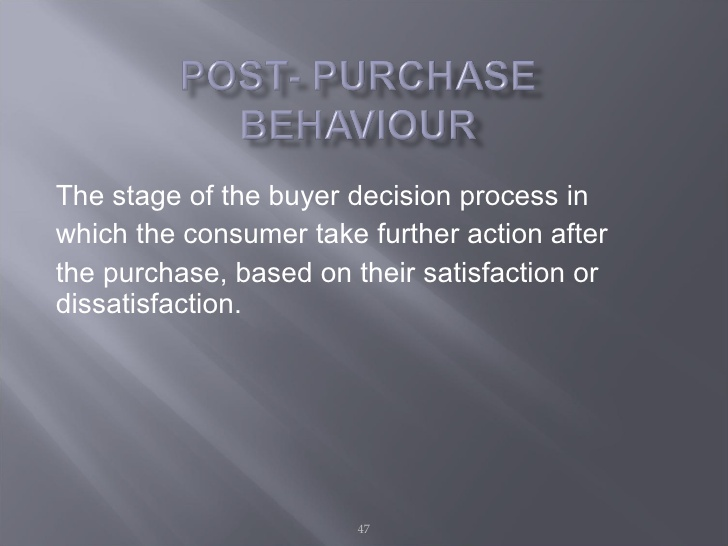 POST- PURCHASE
BEHAVIOUR
The stage of the buyer decision process in
which the consumer take further action after
the purchase, based on their satisfaction or
dissatisfaction.
47